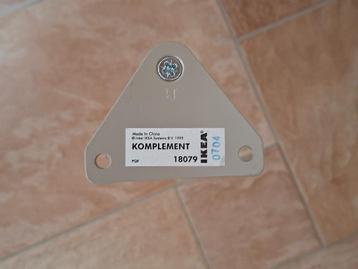 Made in China
© Inter IKEA Systems B.V. 1999
KOMPLEMENT
18079
IKEA
0704